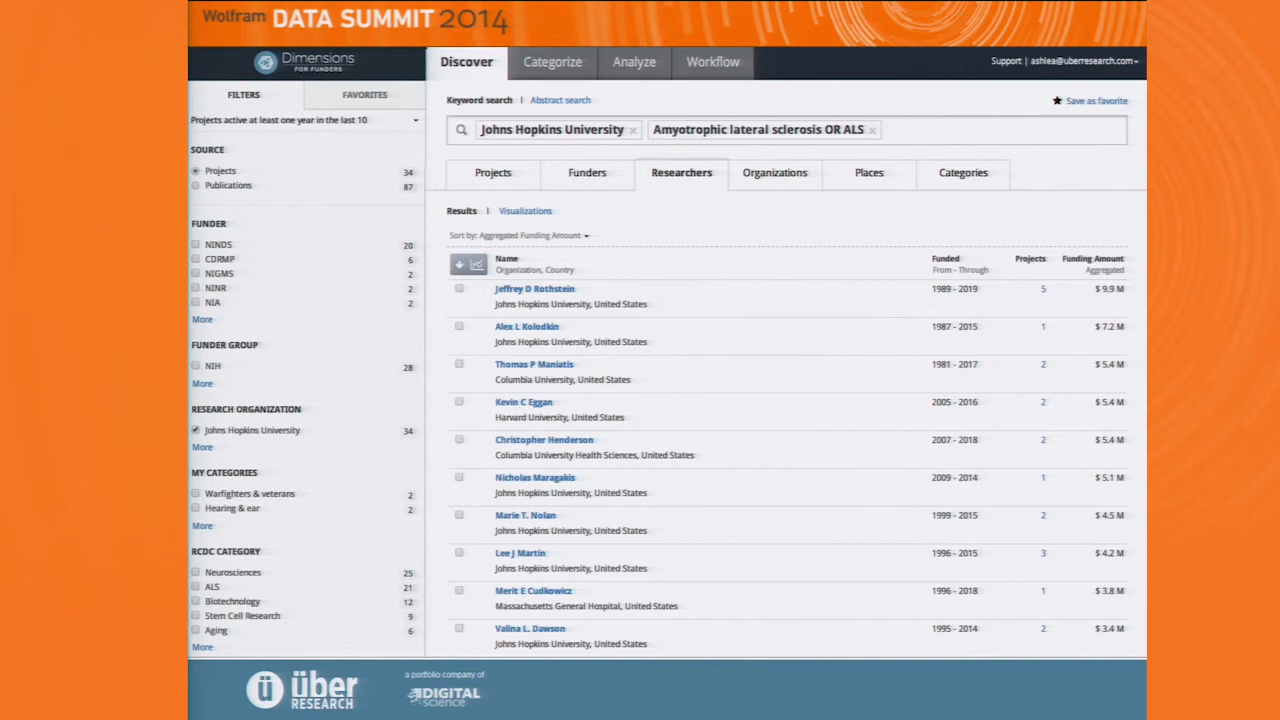 Wolfram DATA SUMMIT 2014
Dimensions
FOR FUNDERS
Discover
Categorize
Analyze
Workflow
Support | ashlea@uberresearch.com
FILTERS
FAVORITES
Projects active at least one year in the last 10
SOURCE
Projects 34
Publications 87
FUNDER
NINDS 20
CDRMP 6
NIGMS 2
NINR 2
NIA 2
More
FUNDER GROUP
NIH 28
More
RESEARCH ORGANIZATION
Johns Hopkins University 34
More
MY CATEGORIES
Warfighters & veterans 2
Hearing & ear 2
More
RCDC CATEGORY
Neurosciences 25
ALS 21
Biotechnology 12
Stem Cell Research 9
Aging 6
More
Keyword search | Abstract search
Save as favorite
Johns Hopkins University × Amyotrophic lateral sclerosis OR ALS ×
Projects
Funders
Researchers
Organizations
Places
Categories
Results | Visualizations
Sort by: Aggregated Funding Amount
Name Funded Projects Funding Amount
Organization, Country From - Through Aggregated
Jeffrey D Rothstein 1989 - 2019 5 $ 9.9 M
Johns Hopkins University, United States
Alex L Kolodkin 1987 - 2015 1 $ 7.2 M
Johns Hopkins University, United States
Thomas P Maniatis 1981 - 2017 2 $ 5.4 M
Columbia University, United States
Kevin C Eggan 2005 - 2016 2 $ 5.4 M
Harvard University, United States
Christopher Henderson 2007 - 2018 2 $ 5.4 M
Columbia University Health Sciences, United States
Nicholas Maragakis 2009 - 2014 1 $ 5.1 M
Johns Hopkins University, United States
Marie T. Nolan 1999 - 2015 2 $ 4.5 M
Johns Hopkins University, United States
Lee J Martin 1996 - 2015 3 $ 4.2 M
Johns Hopkins University, United States
Merit E Cudkowicz 1996 - 2018 1 $ 3.8 M
Massachusetts General Hospital, United States
Valina L. Dawson 1995 - 2014 2 $ 3.4 M
Johns Hopkins University, United States
ü über
RESEARCH
a portfolio company of
DIGITAL
science